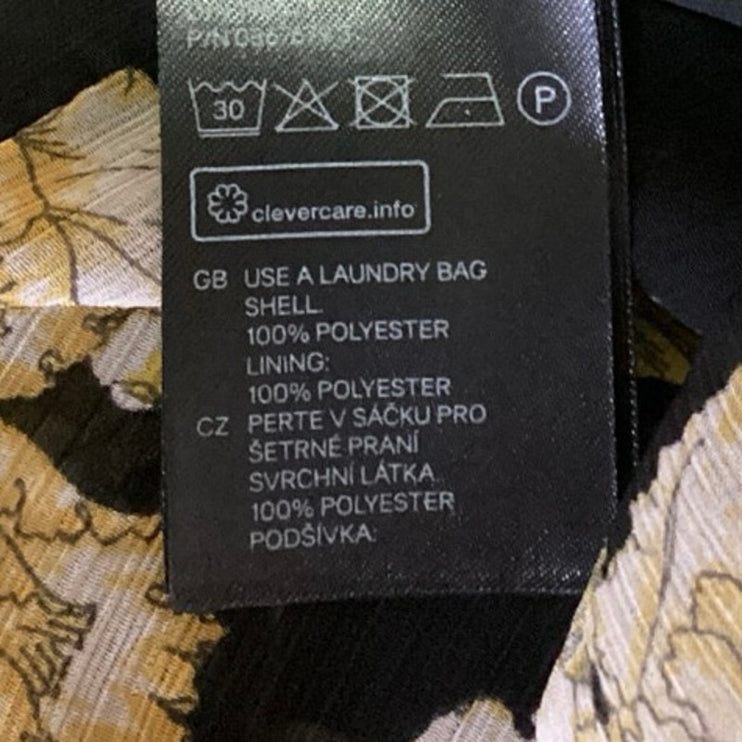 30
P
clevercare.info
GB USE A LAUNDRY BAG
SHELL:
100% POLYESTER
LINING:
100% POLYESTER
CZ PERTE V SÁČKU PRO
ŠETRNÉ PRANÍ
SVRCHNÍ LÁTKA
100% POLYESTER
PODŠÍVKA: